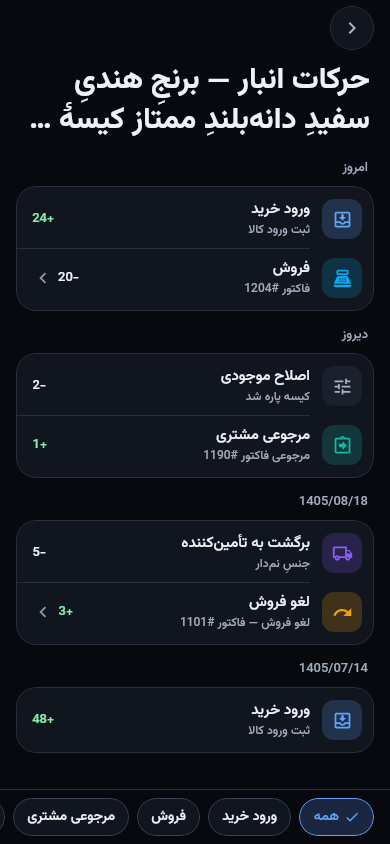 حرکات انبار — برنجِ هندیِ
سفیدِ دانه‌بلندِ ممتاز کیسهٔ ...
امروز
ورود خرید
ثبت ورود کالا
+24
فروش
فاکتور #1204
-20
دیروز
اصلاح موجودی
کیسه پاره شد
-2
مرجوعی مشتری
مرجوعی فاکتور #1190
+1
1405/08/18
برگشت به تأمین‌کننده
جنسِ نم‌دار
-5
لغو فروش
لغو فروش — فاکتور #1101
+3
1405/07/14
ورود خرید
ثبت ورود کالا
+48
همه
ورود خرید
فروش
مرجوعی مشتری